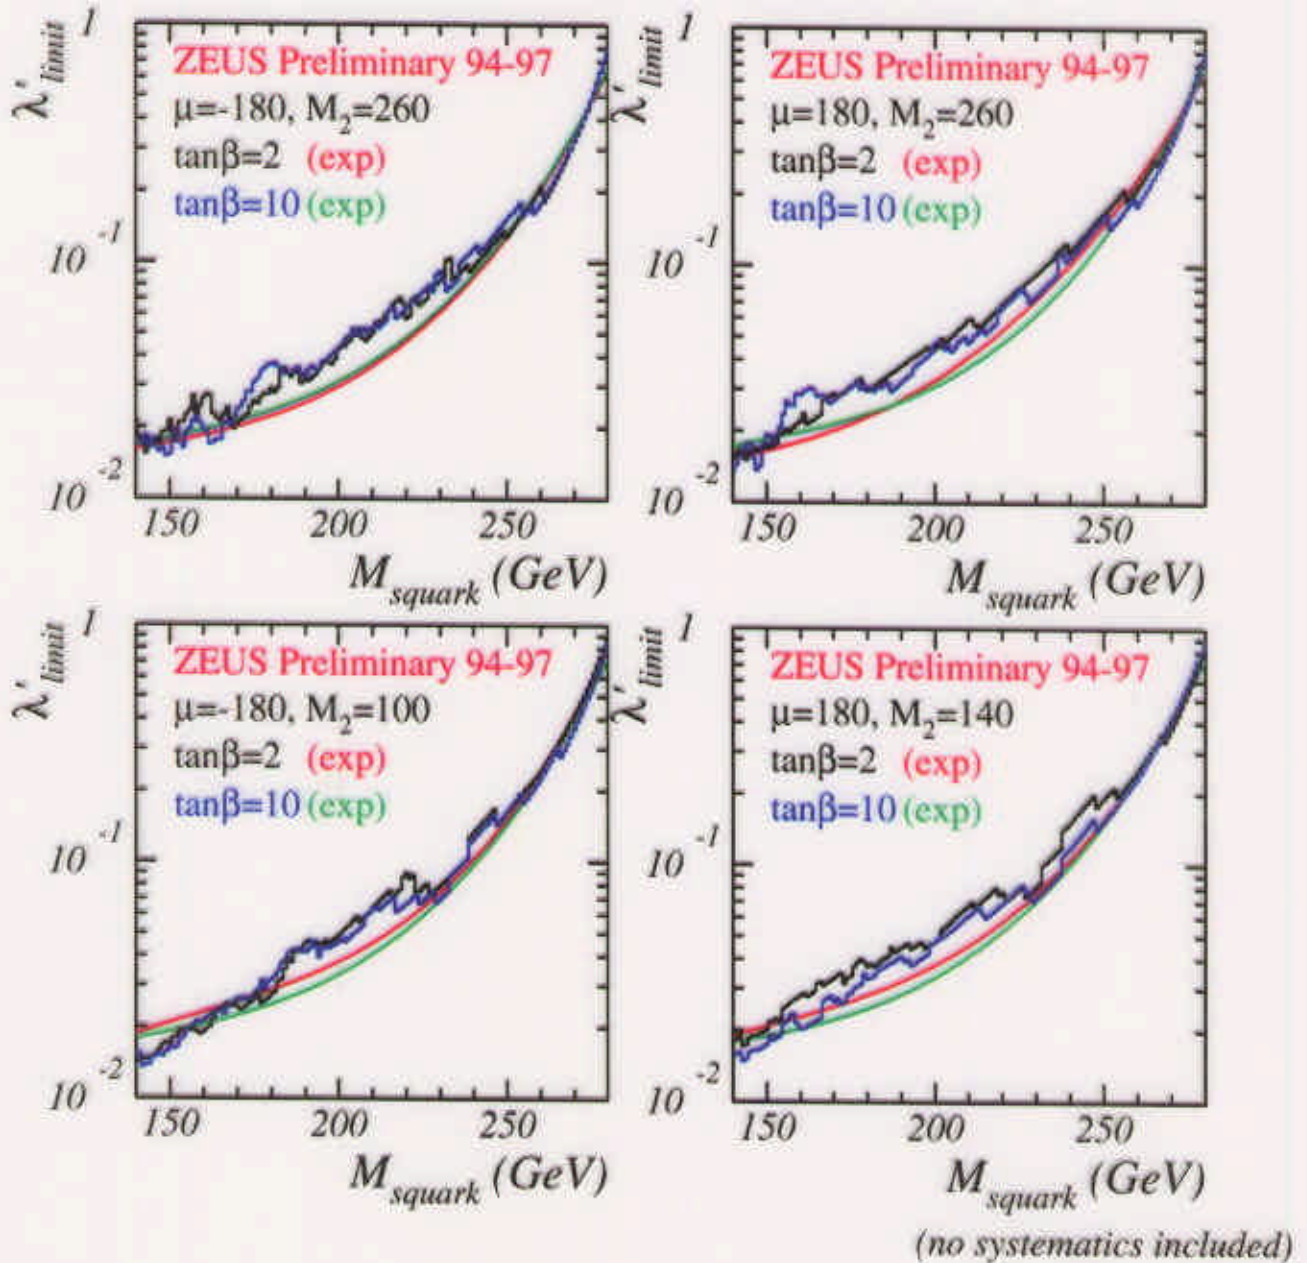 1
ZEUS Preliminary 94-97
μ=-180, M2=260
tanβ=2 (exp)
tanβ=10 (exp)
λ'limit
10-1
10-2
150 200 250
Msquark (GeV)
1
ZEUS Preliminary 94-97
μ=180, M2=260
tanβ=2 (exp)
tanβ=10 (exp)
λ'limit
10-1
10-2
150 200 250
Msquark (GeV)
1
ZEUS Preliminary 94-97
μ=-180, M2=100
tanβ=2 (exp)
tanβ=10 (exp)
λ'limit
10-1
10-2
150 200 250
Msquark (GeV)
1
ZEUS Preliminary 94-97
μ=180, M2=140
tanβ=2 (exp)
tanβ=10 (exp)
λ'limit
10-1
10-2
150 200 250
Msquark (GeV)
(no systematics included)